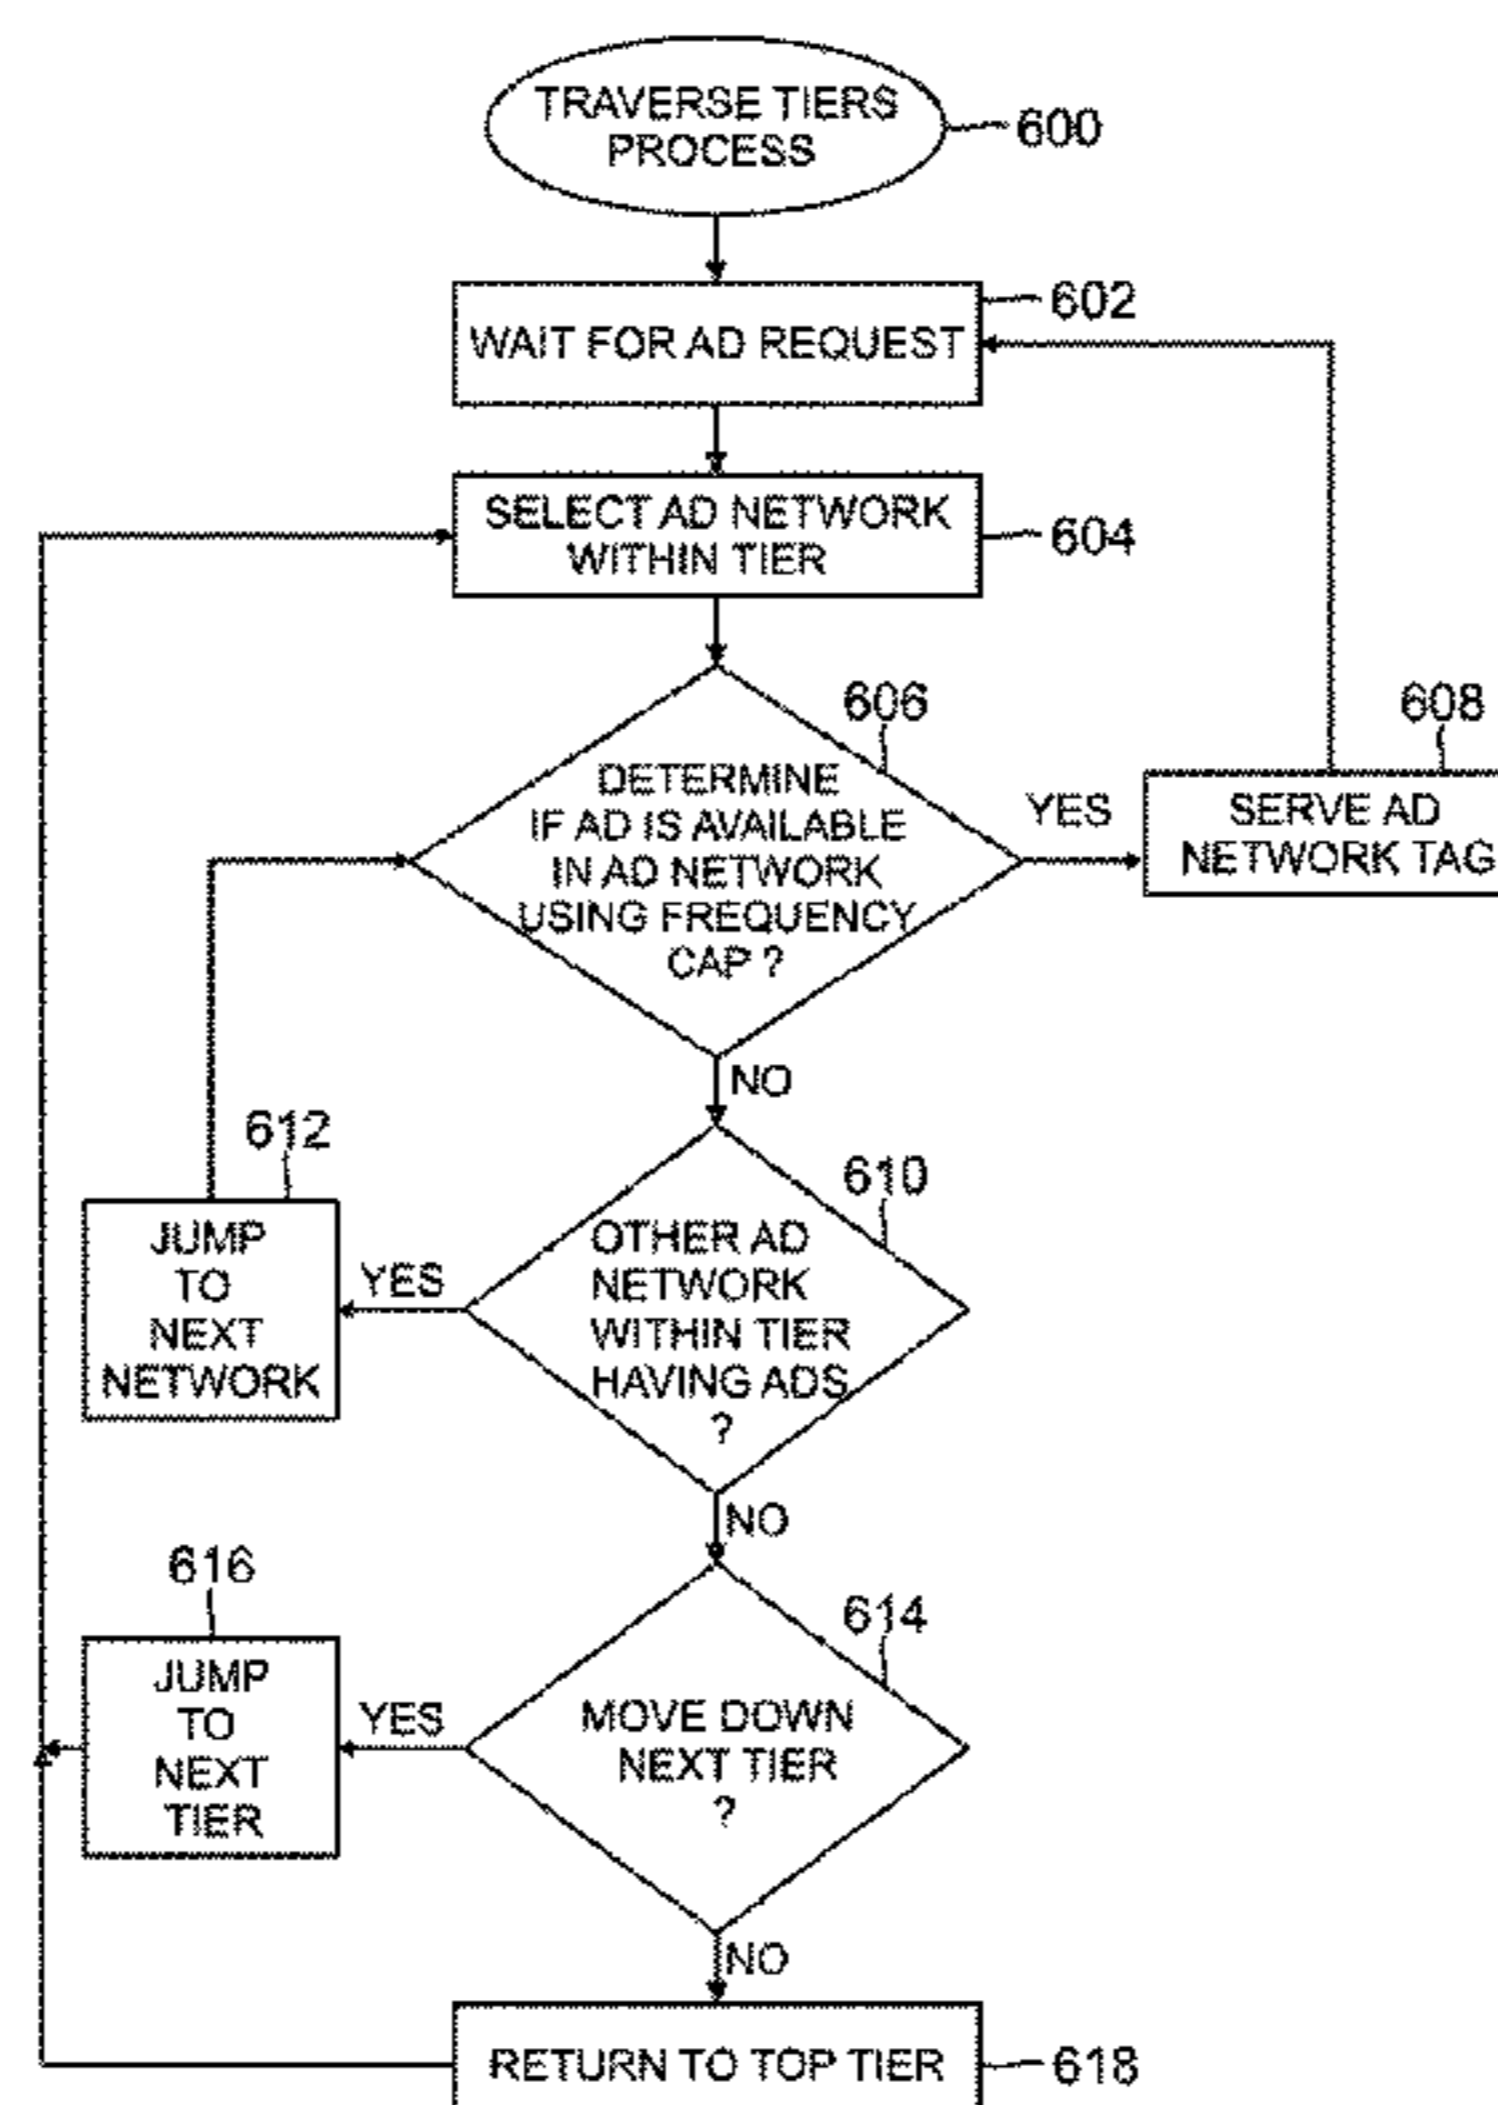 TRAVERSE TIERS
PROCESS
600
602
WAIT FOR AD REQUEST
SELECT AD NETWORK
WITHIN TIER
604
606
DETERMINE
IF AD IS AVAILABLE
IN AD NETWORK
USING FREQUENCY
CAP ?
YES
608
SERVE AD
NETWORK TAG
NO
612
JUMP
TO
NEXT
NETWORK
YES
610
OTHER AD
NETWORK
WITHIN TIER
HAVING ADS
?
NO
616
JUMP
TO
NEXT
TIER
YES
614
MOVE DOWN
NEXT TIER
?
NO
RETURN TO TOP TIER
618